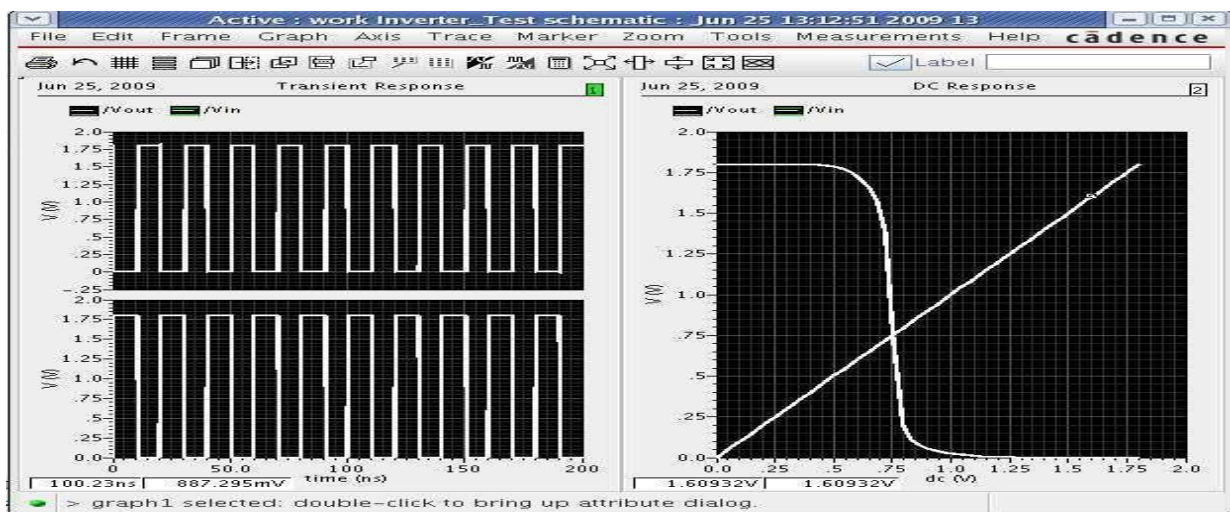 Active : work Inverter_Test schematic : Jun 25 13:12:51 2009 13
File Edit Frame Graph Axis Trace Marker Zoom Tools Measurements Help cādence
Label
Jun 25, 2009 Transient Response 1
/Vout /Vin
2.0
1.75
1.5
1.25
1.0
.75
.5
.25
0
-.25
V (V)
2.0
1.75
1.5
1.25
1.0
.75
.5
.25
0.0
V (V)
0 50.0 100 150 200
time (ns)
100.23ns 887.295mV
Jun 25, 2009 DC Response 2
/Vout /Vin
2.0
1.75
1.5
1.25
1.0
.75
.5
.25
0.0
V (V)
0.0 .25 .5 .75 1.0 1.25 1.5 1.75 2.0
dc (V)
1.60932V 1.60932V
> graph1 selected: double-click to bring up attribute dialog.